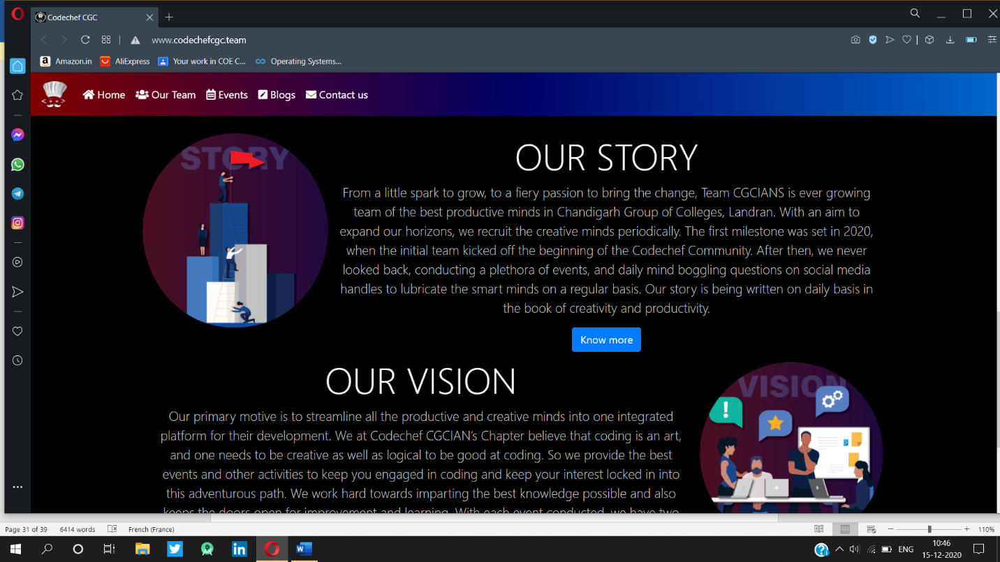 Codechef CGC
www.codechefcgc.team
Amazon.in AliExpress Your work in COE C... Operating Systems...
Home Our Team Events Blogs Contact us
STORY
OUR STORY
From a little spark to grow, to a fiery passion to bring the change, Team CGCIANS is ever growing
team of the best productive minds in Chandigarh Group of Colleges, Landran. With an aim to
expand our horizons, we recruit the creative minds periodically. The first milestone was set in 2020,
when the initial team kicked off the beginning of the Codechef Community. After then, we never
looked back, conducting a plethora of events, and daily mind boggling questions on social media
handles to lubricate the smart minds on a regular basis. Our story is being written on daily basis in
the book of creativity and productivity.
Know more
OUR VISION
VISION
Our primary motive is to streamline all the productive and creative minds into one integrated
platform for their development. We at Codechef CGCIAN's Chapter believe that coding is an art,
and one needs to be creative as well as logical to be good at coding. So we provide the best
events and other activities to keep you engaged in coding and keep your interest locked in into
this adventurous path. We work hard towards imparting the best knowledge possible and also
keeps the doors open for improvement and learning. With each event conducted, we have two
Page 31 of 39 6414 words French (France) 110%
ENG 10:46
15-12-2020